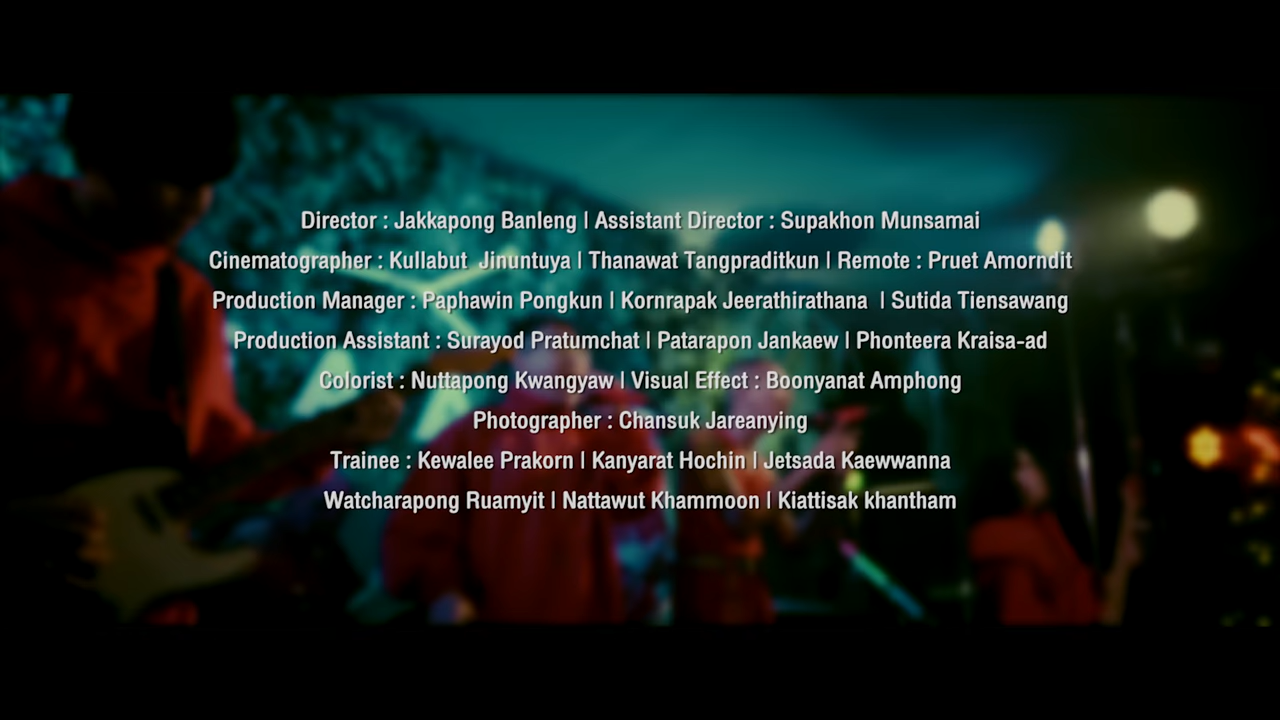 Director : Jakkapong Banleng | Assistant Director : Supakhon Munsamai
Cinematographer : Kullabut  Jinuntuya | Thanawat Tangpraditkun | Remote : Pruet Amorndit
Production Manager : Paphawin Pongkun | Kornrapak Jeerathirathana  | Sutida Tiensawang
Production Assistant : Surayod Pratumchat | Patarapon Jankaew | Phonteera Kraisa-ad
Colorist : Nuttapong Kwangyaw | Visual Effect : Boonyanat Amphong
Photographer : Chansuk Jareanying
Trainee : Kewalee Prakorn | Kanyarat Hochin | Jetsada Kaewwanna
Watcharapong Ruamyit | Nattawut Khammoon | Kiattisak khantham